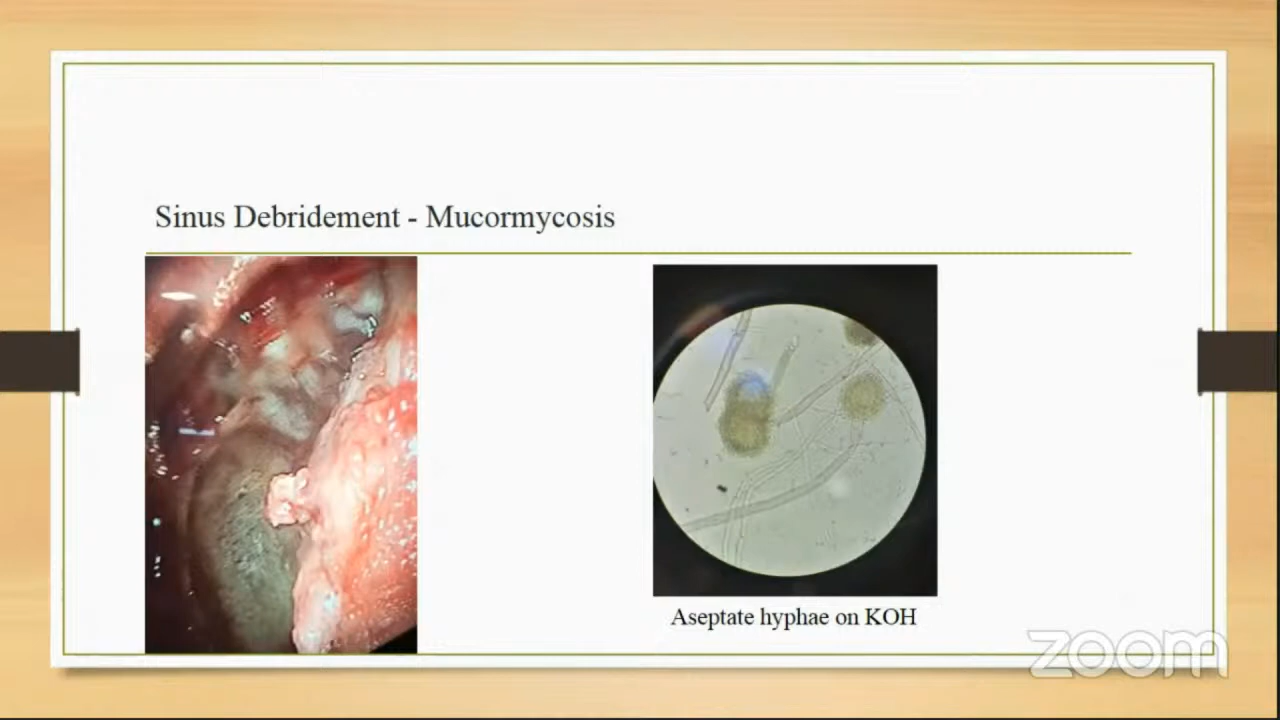 Sinus Debridement - Mucormycosis
Aseptate hyphae on KOH
zoom